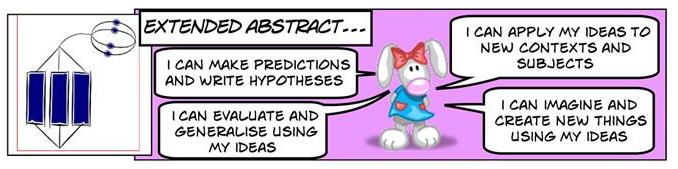 EXTENDED ABSTRACT...
I CAN MAKE PREDICTIONS
AND WRITE HYPOTHESES
I CAN EVALUATE AND
GENERALISE USING
MY IDEAS
I CAN APPLY MY IDEAS TO
NEW CONTEXTS AND
SUBJECTS
I CAN IMAGINE AND
CREATE NEW THINGS
USING MY IDEAS